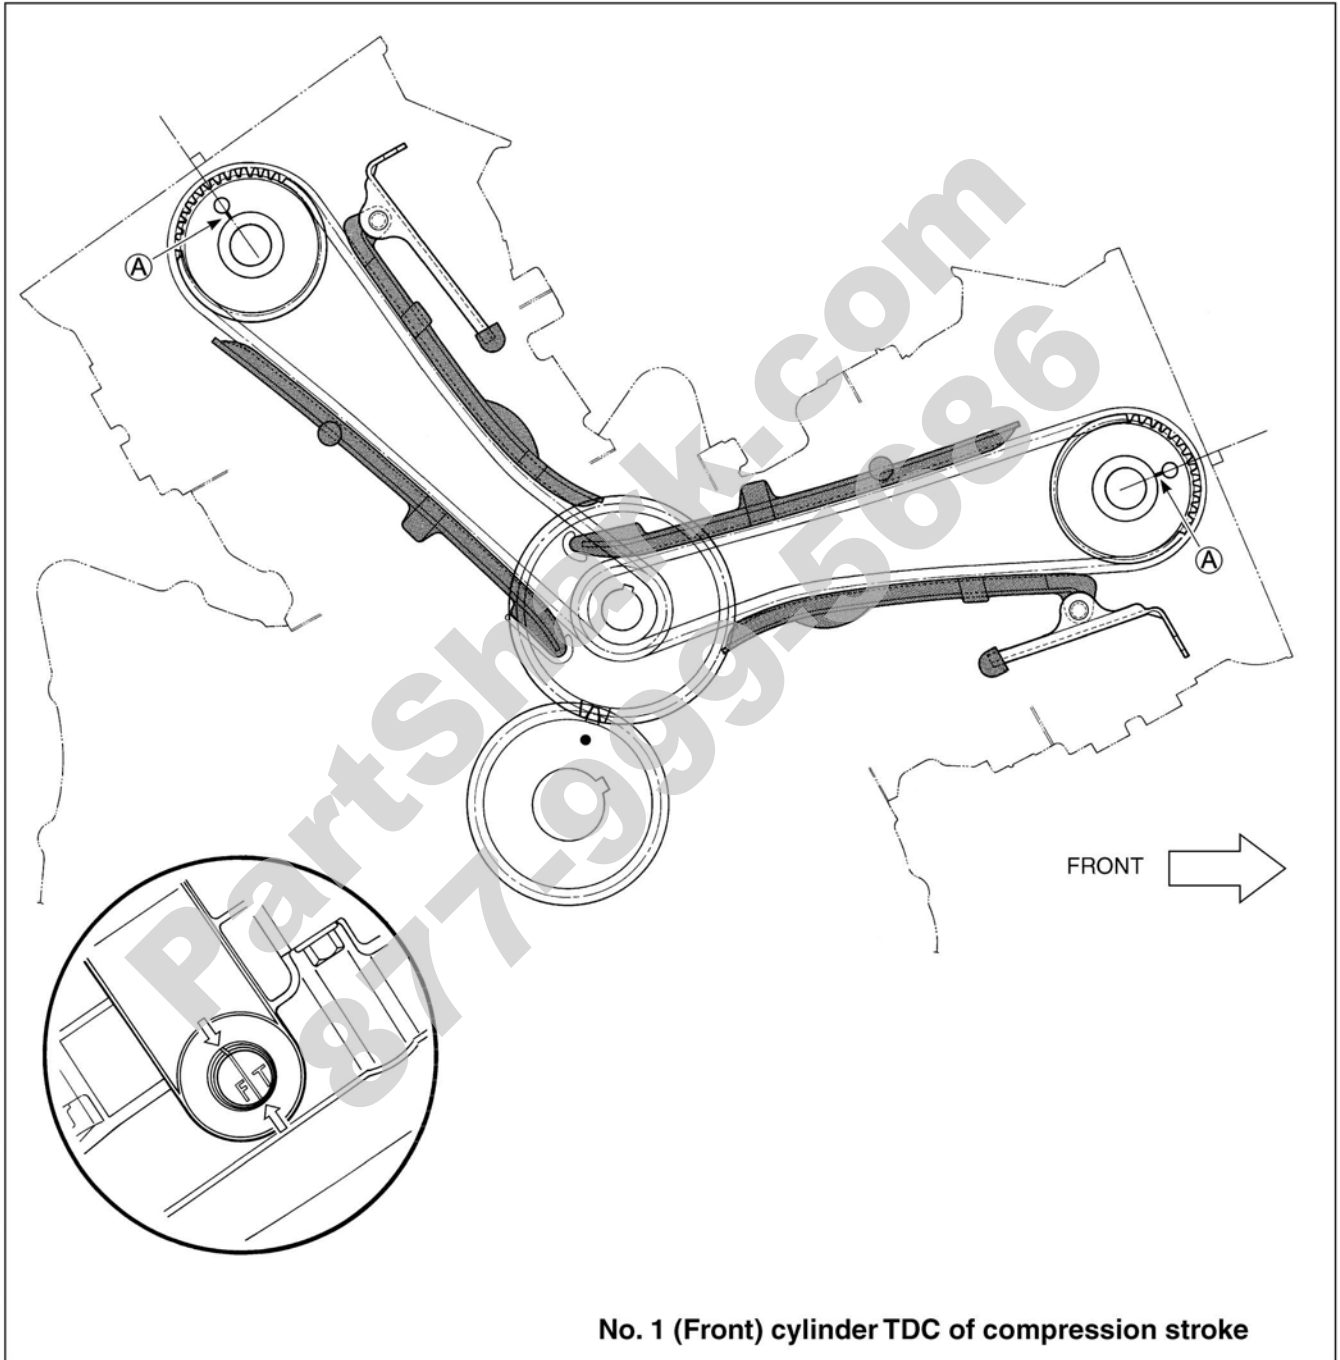 A
A
FRONT
F T
No. 1 (Front) cylinder TDC of compression stroke
PartShark.com
877-999-5686